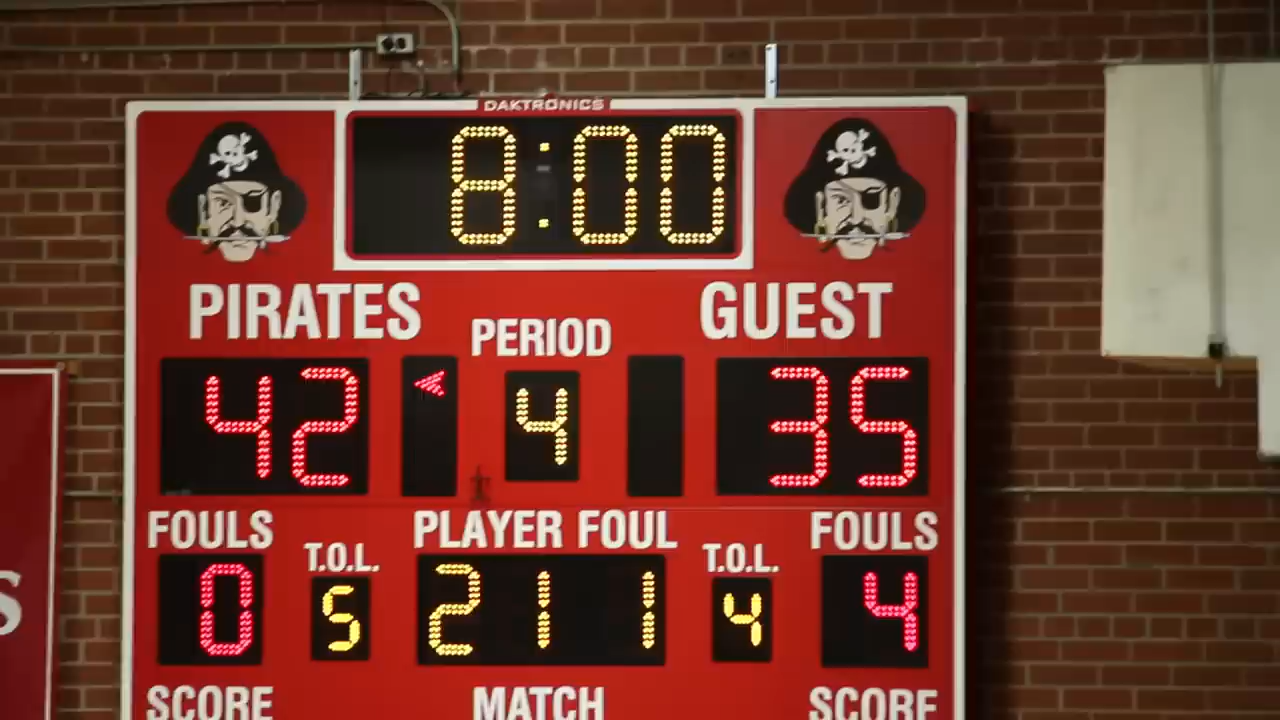 DAKTRONICS
8:00
PIRATES
GUEST
PERIOD
42
4
35
FOULS
PLAYER FOUL
FOULS
T.O.L.
T.O.L.
0
5
21 1
4
4
SCORE
MATCH
SCORE